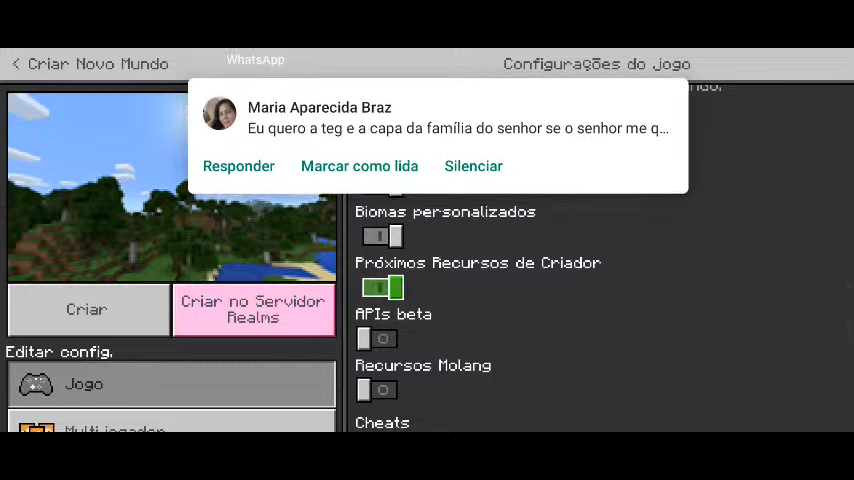 WhatsApp
< Criar Novo Mundo
Configurações do jogo
Maria Aparecida Braz
Eu quero a teg e a capa da família do senhor se o senhor me q...
Responder
Marcar como lida
Silenciar
Biomas personalizados
Próximos Recursos de Criador
Criar
Criar no Servidor
Realms
APIs beta
Editar config.
Recursos Molang
Jogo
Cheats
Multijogador